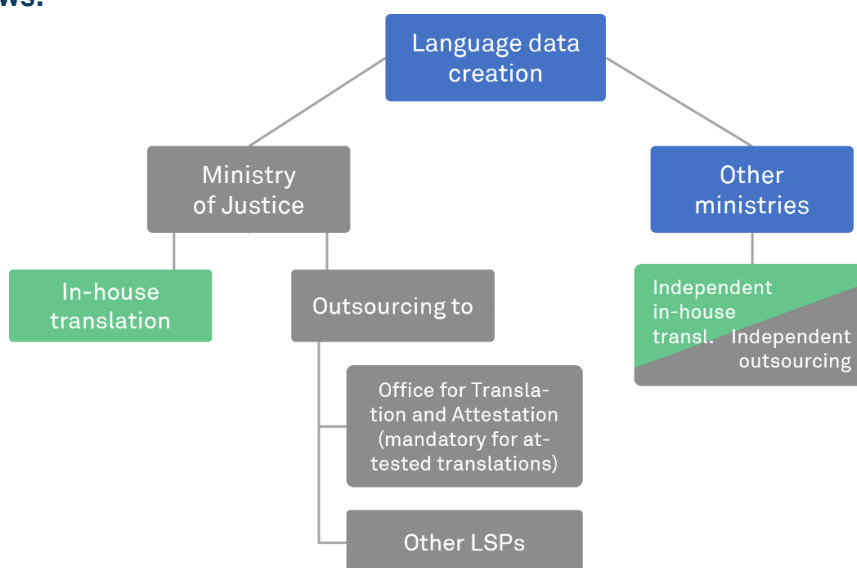 ws:
Language data
creation
Ministry
of Justice
Other
ministries
In-house
translation
Outsourcing to
Independent
in-house
transl. Independent
outsourcing
Office for Transla-
tion and Attestation
(mandatory for at-
tested translations)
Other LSPs